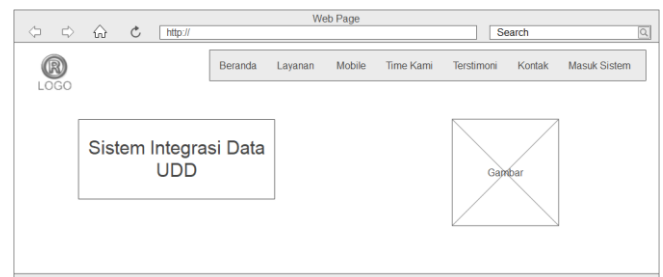 Web Page
http://
Search
® 
LOGO
Beranda Layanan Mobile Time Kami Terstimoni Kontak Masuk Sistem
Sistem Integrasi Data
UDD
Gambar